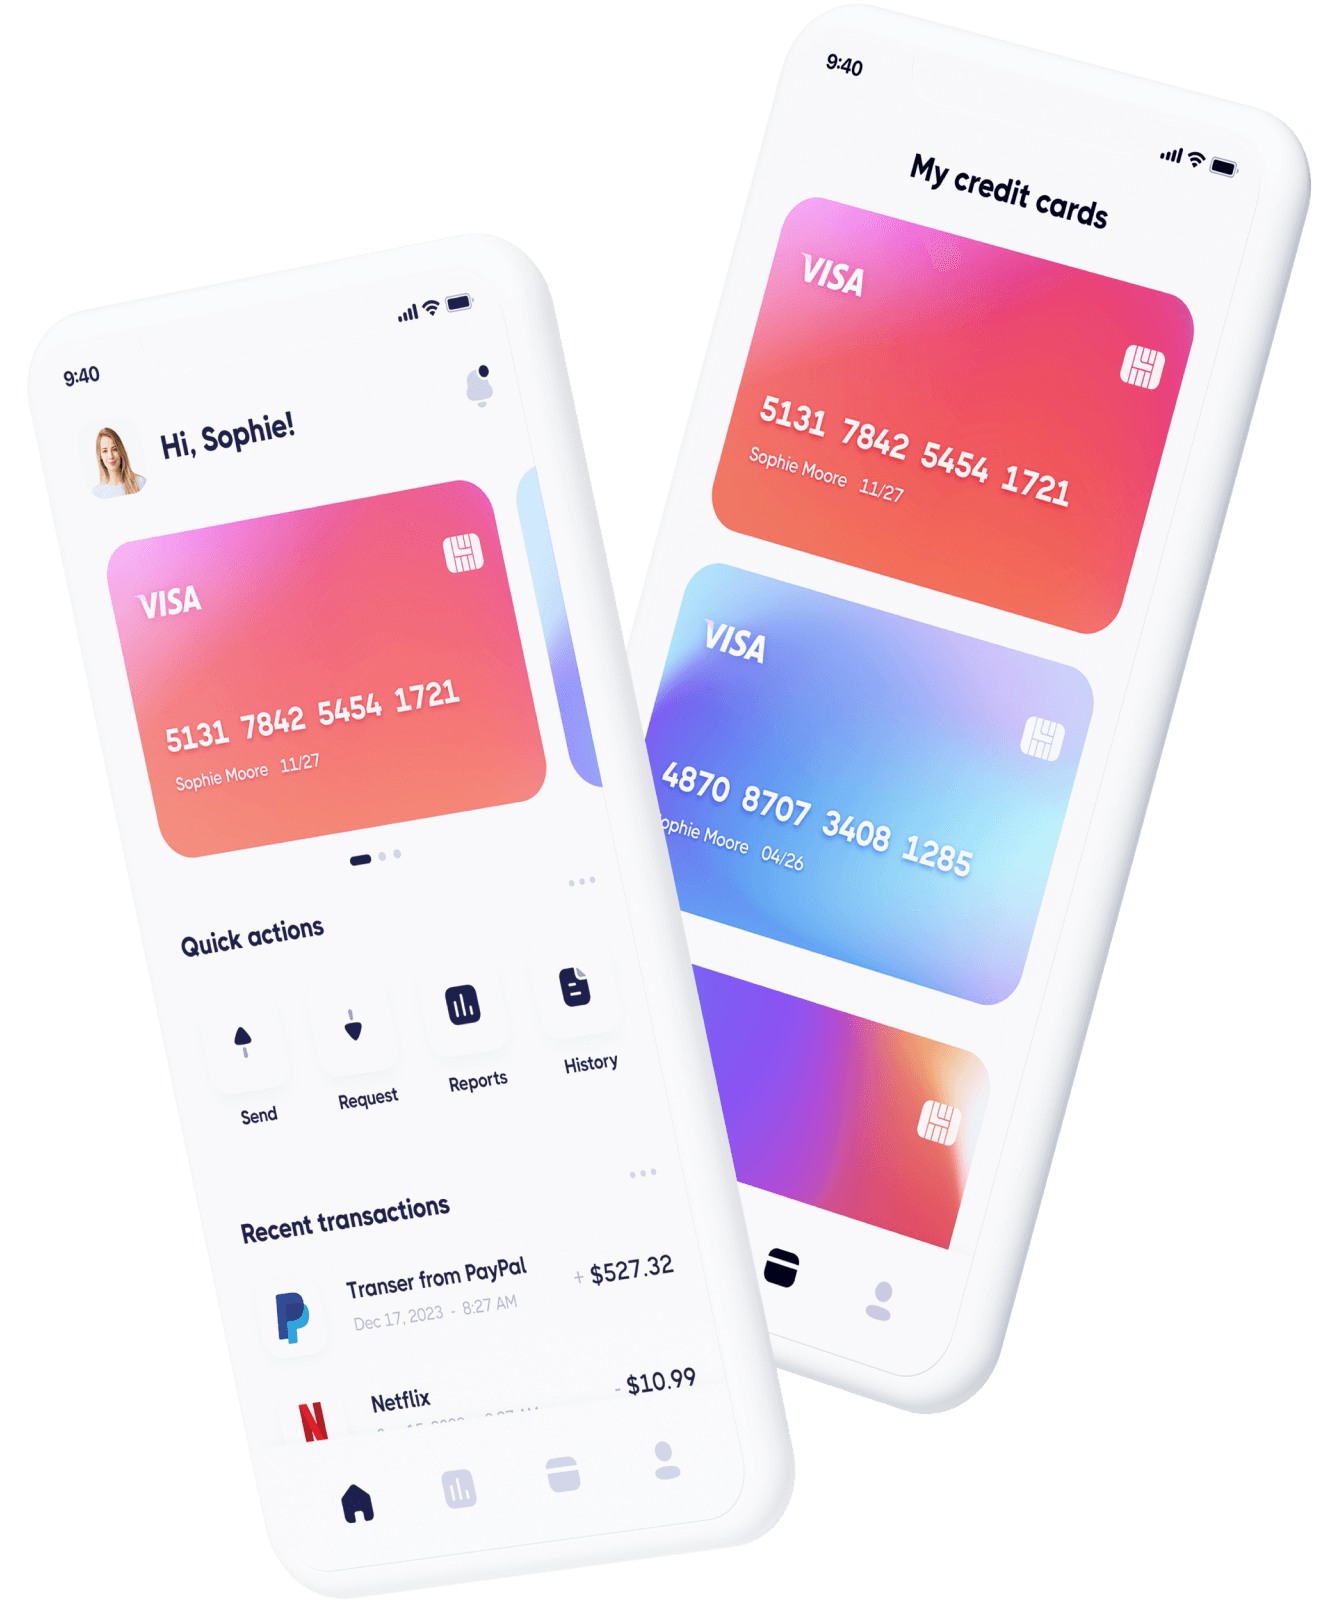 9:40
Hi, Sophie!
VISA
5131 7842 5454 1721
Sophie Moore 11/27
Quick actions
Send
Request
Reports
History
Recent transactions
Transer from PayPal
+ $527.32
Dec 17, 2023 - 8:27 AM
Netflix
- $10.99
9:40
My credit cards
VISA
5131 7842 5454 1721
Sophie Moore 11/27
VISA
4870 8707 3408 1285
ophie Moore 04/26